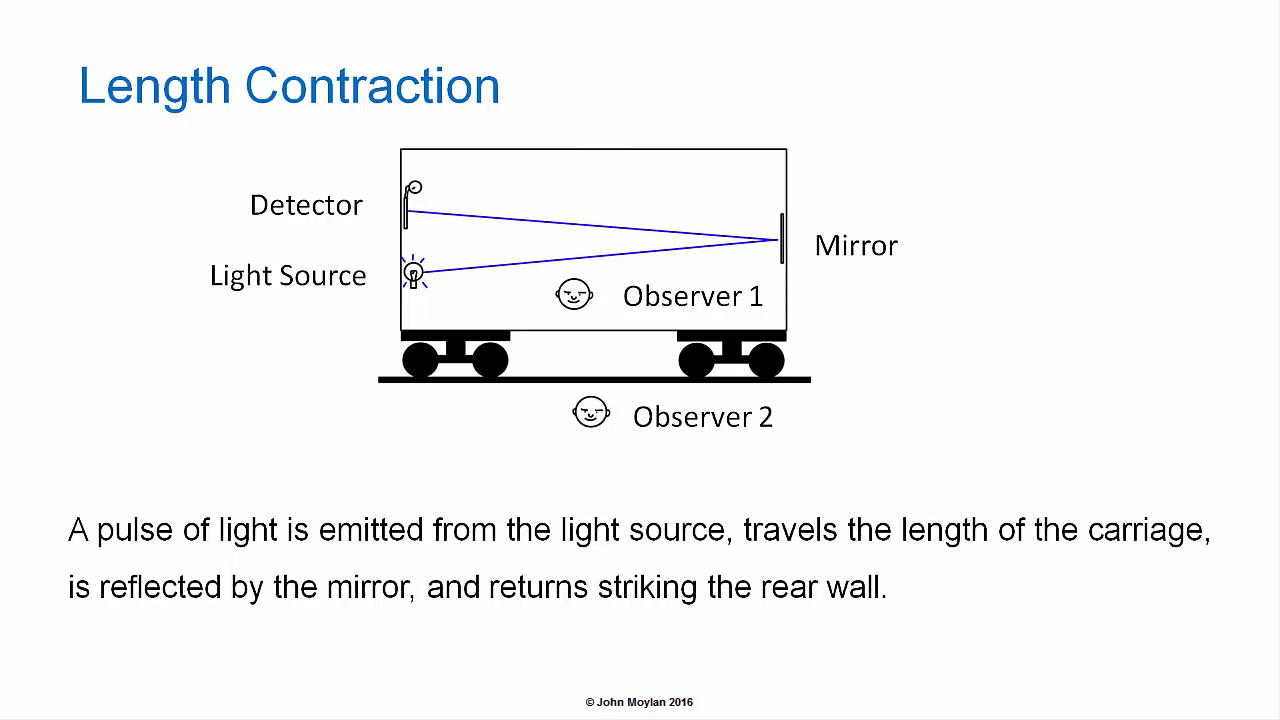 Length Contraction
Detector
Mirror
Light Source
Observer 1
Observer 2
A pulse of light is emitted from the light source, travels the length of the carriage,
is reflected by the mirror, and returns striking the rear wall.
© John Moylan 2016